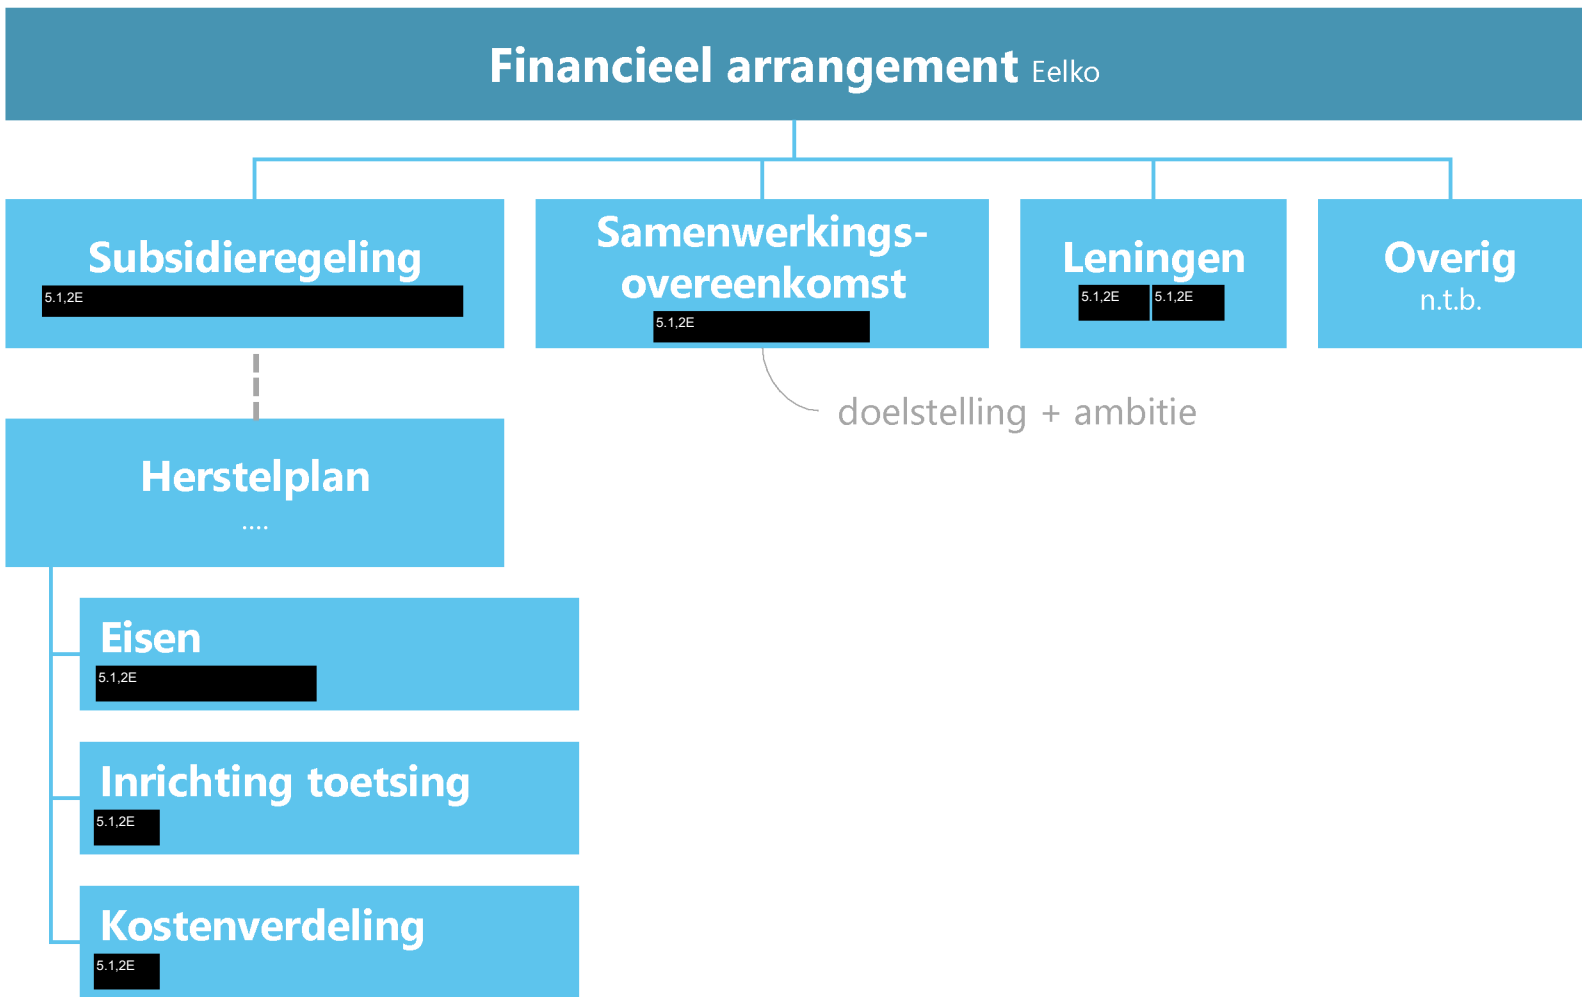 Financieel arrangement Eelko
Subsidieregeling
5.1,2E
Samenwerkings-
overeenkomst
5.1,2E
Leningen
5.1,2E 5.1,2E
Overig
n.t.b.
doelstelling + ambitie
Herstelplan
....
Eisen
5.1,2E
Inrichting toetsing
5.1,2E
Kostenverdeling
5.1,2E